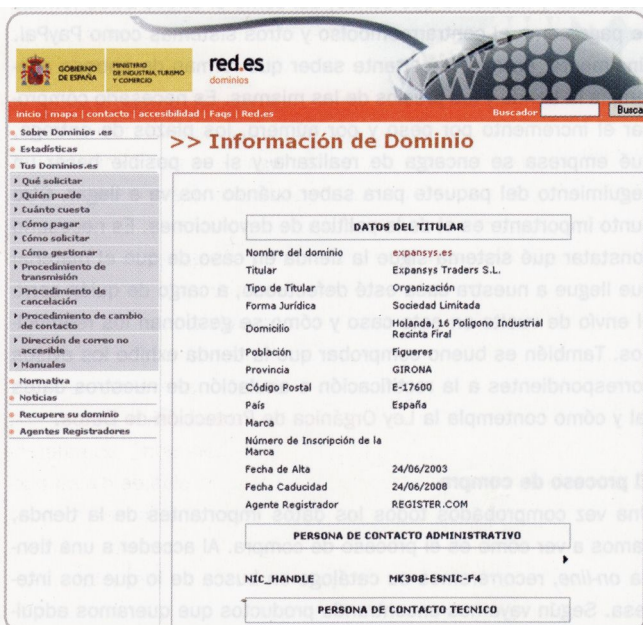 GOBIERNO DE ESPAÑA
MINISTERIO DE INDUSTRIA, TURISMO Y COMERCIO
red.es
dominios
inicio | mapa | contacto | accesibilidad | Faqs | Red.es
Buscador
Busca
Sobre Dominios .es
Estadísticas
Tus Dominios.es
Qué solicitar
Quién puede
Cuánto cuesta
Cómo pagar
Cómo solicitar
Cómo gestionar
Procedimiento de
transmisión
Procedimiento de
cancelación
Procedimiento de cambio
de contacto
Dirección de correo no
accesible
Manuales
Normativa
Noticias
Recupere su dominio
Agentes Registradores
>> Información de Dominio
DATOS DEL TITULAR
Nombre del dominio expansys.es
Titular Expansys Traders S.L.
Tipo de Titular Organización
Forma Jurídica Sociedad Limitada
Domicilio Holanda, 16 Poligono Industrial
Recinta Firal
Población Figueres
Provincia GIRONA
Código Postal E-17600
País España
Marca
Número de Inscripción de la
Marca
Fecha de Alta 24/06/2003
Fecha Caducidad 24/06/2008
Agente Registrador REGISTER.COM
PERSONA DE CONTACTO ADMINISTRATIVO
NIC_HANDLE MK308-ESNIC-F4
PERSONA DE CONTACTO TECNICO